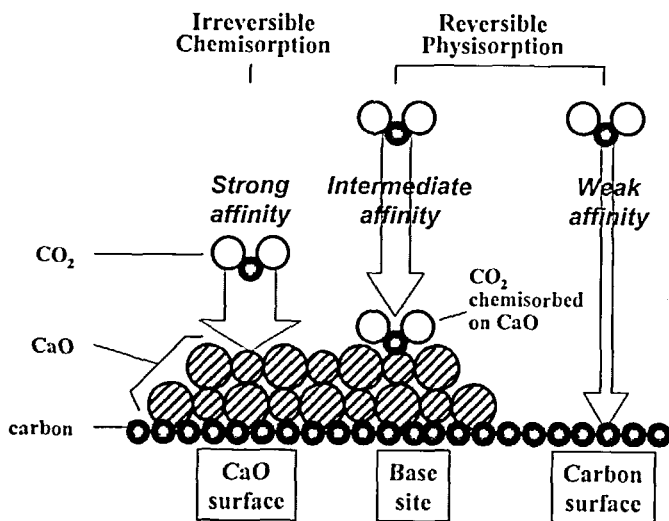 Irreversible
Chemisorption
Reversible
Physisorption
Strong
affinity
Intermediate
affinity
Weak
affinity
CO₂
CO₂
chemisorbed
on CaO
CaO
carbon
CaO
surface
Base
site
Carbon
surface